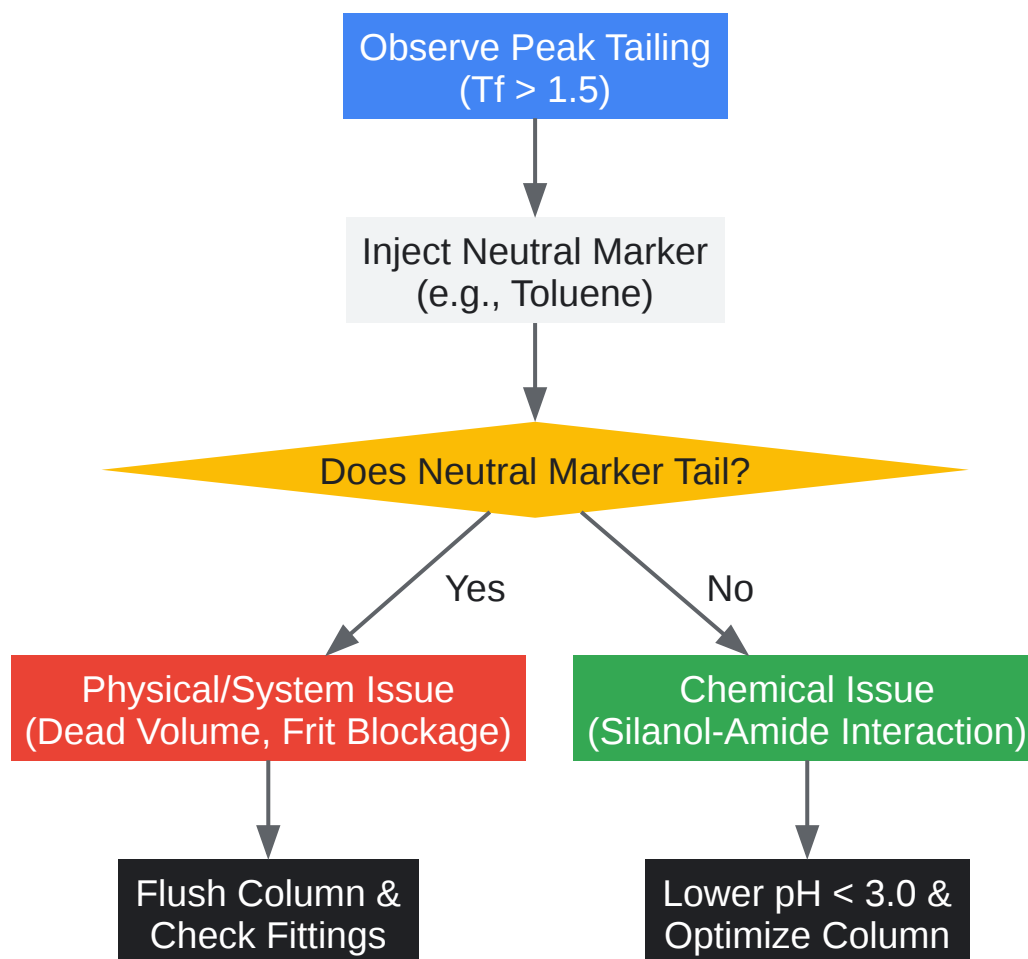 Observe Peak Tailing
(Tf > 1.5)
Inject Neutral Marker
(e.g., Toluene)
Does Neutral Marker Tail?
Yes
No
Physical/System Issue
(Dead Volume, Frit Blockage)
Chemical Issue
(Silanol-Amide Interaction)
Flush Column &
Check Fittings
Lower pH < 3.0 &
Optimize Column